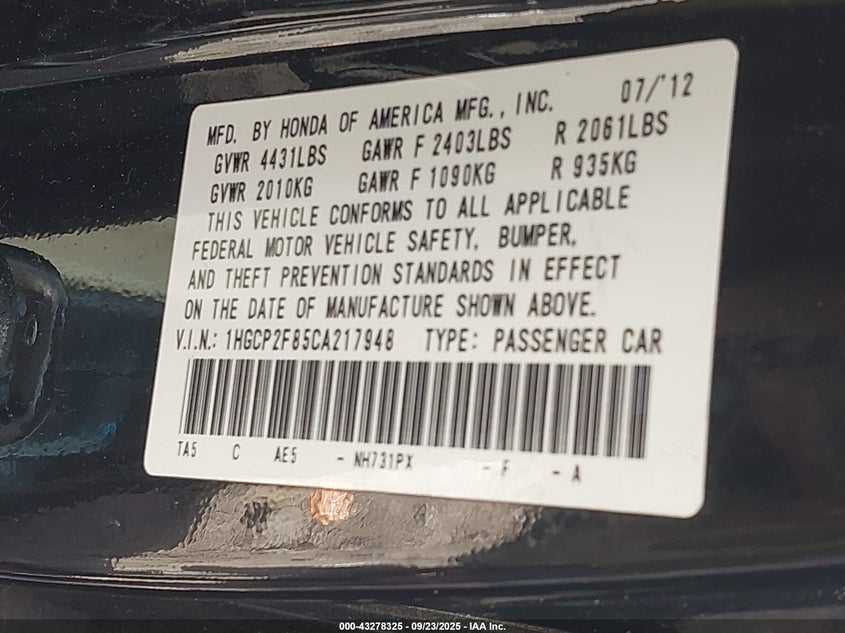 MFD. BY HONDA OF AMERICA MFG., INC. 07/'12
GVWR 4431LBS GAWR F 2403LBS R 2061LBS
GVWR 2010KG GAWR F 1090KG R 935KG
THIS VEHICLE CONFORMS TO ALL APPLICABLE
FEDERAL MOTOR VEHICLE SAFETY, BUMPER,
AND THEFT PREVENTION STANDARDS IN EFFECT
ON THE DATE OF MANUFACTURE SHOWN ABOVE.
V.I.N.: 1HGCP2F85CA217948 TYPE: PASSENGER CAR
TA5 C AE5 - NH731PX - F - A
000-43278325 - 09/23/2025 - IAA Inc.